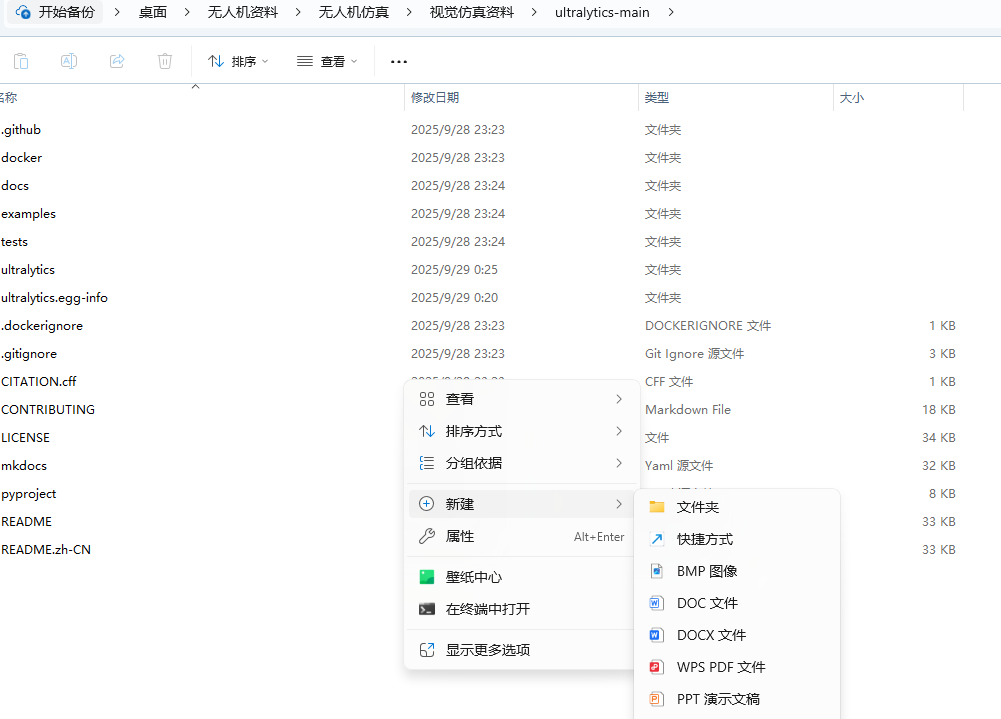 开始备份 桌面 无人机资料 无人机仿真 视觉仿真资料 ultralytics-main
排序 查看
修改日期 类型 大小
.github 2025/9/28 23:23 文件夹
docker 2025/9/28 23:23 文件夹
docs 2025/9/28 23:24 文件夹
examples 2025/9/28 23:24 文件夹
tests 2025/9/28 23:24 文件夹
ultralytics 2025/9/29 0:25 文件夹
ultralytics.egg-info 2025/9/29 0:20 文件夹
.dockerignore 2025/9/28 23:23 DOCKERIGNORE 文件 1 KB
.gitignore 2025/9/28 23:23 Git Ignore 源文件 3 KB
CITATION.cff CFF 文件 1 KB
CONTRIBUTING Markdown File 18 KB
LICENSE 文件 34 KB
mkdocs Yaml 源文件 32 KB
pyproject 8 KB
README 33 KB
README.zh-CN 33 KB
查看
排序方式
分组依据
新建
属性 Alt+Enter
壁纸中心
在终端中打开
显示更多选项
文件夹
快捷方式
BMP 图像
DOC 文件
DOCX 文件
WPS PDF 文件
PPT 演示文稿